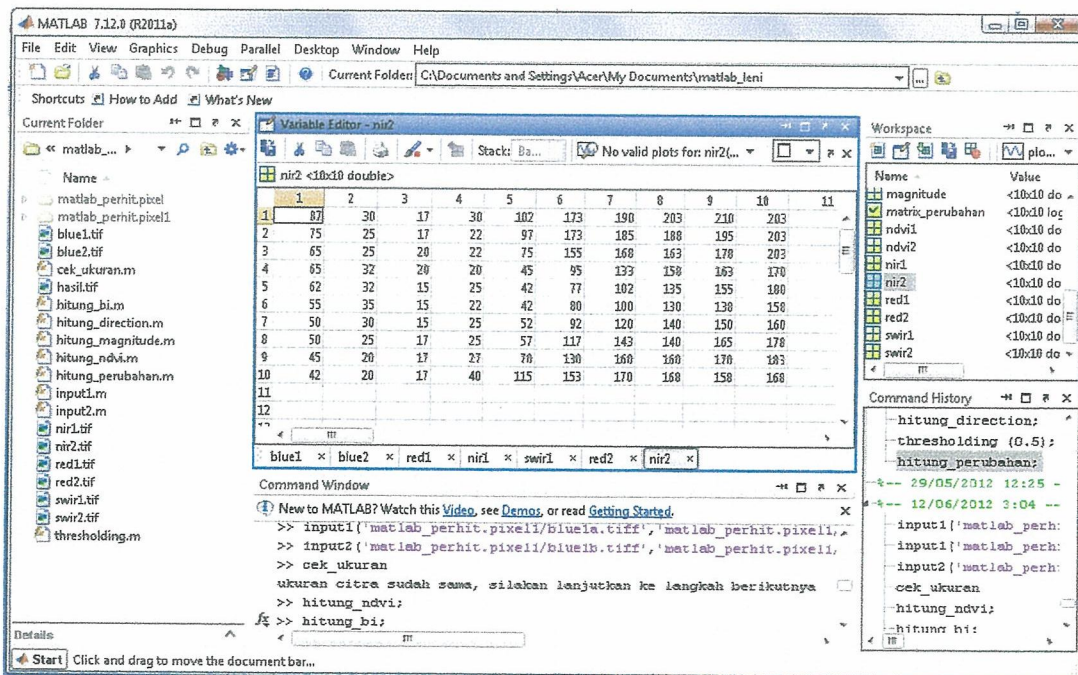 MATLAB 7.12.0 (R2011a)
File Edit View Graphics Debug Parallel Desktop Window Help
Current Folder: C:\Documents and Settings\Acer\My Documents\matlab_leni
Shortcuts How to Add What's New
Current Folder
« matlab_...
Name
matlab_perhit.pixel
matlab_perhit.pixel1
blue1.tif
blue2.tif
cek_ukuran.m
hasil.tif
hitung_bi.m
hitung_direction.m
hitung_magnitude.m
hitung_ndvi.m
hitung_perubahan.m
input1.m
input2.m
nir1.tif
nir2.tif
red1.tif
red2.tif
swir1.tif
swir2.tif
thresholding.m
Details
Variable Editor - nir2
Stack: Ba... No valid plots for: nir2(...
nir2 <10x10 double>
1 2 3 4 5 6 7 8 9 10 11
1 87 30 17 30 102 173 190 203 210 203
2 75 25 17 22 97 173 185 188 195 203
3 65 25 20 22 75 155 168 163 178 203
4 65 32 20 20 45 95 133 158 163 170
5 62 32 15 25 42 77 102 135 155 180
6 55 35 15 22 42 80 100 130 138 158
7 50 30 15 25 52 92 120 140 150 160
8 50 25 17 25 57 117 143 140 165 178
9 45 20 17 27 70 130 160 160 170 183
10 42 20 17 40 115 153 170 168 158 168
11
12
blue1 × blue2 × red1 × nir1 × swir1 × red2 × nir2 ×
Command Window
New to MATLAB? Watch this Video, see Demos, or read Getting Started.
>> input1('matlab_perhit.pixel1/blue1a.tiff','matlab_perhit.pixel1/
>> input2('matlab_perhit.pixel1/blue1b.tiff','matlab_perhit.pixel1/
>> cek_ukuran
ukuran citra sudah sama, silakan lanjutkan ke langkah berikutnya
>> hitung_ndvi;
fx >> hitung_bi;
Workspace
plo...
Name Value
magnitude <10x10 do
matrix_perubahan <10x10 log
ndvi1 <10x10 do
ndvi2 <10x10 do
nir1 <10x10 do
nir2 <10x10 do
red1 <10x10 do
red2 <10x10 do
swir1 <10x10 do
swir2 <10x10 do
Command History
hitung_direction;
thresholding (0.5);
hitung_perubahan;
%-- 29/05/2012 12:25 -
%-- 12/06/2012 3:04 --
input1('matlab_perh:
input1('matlab_perh:
input2('matlab_perh:
cek_ukuran
hitung_ndvi;
hitung_bi;
Start Click and drag to move the document bar...